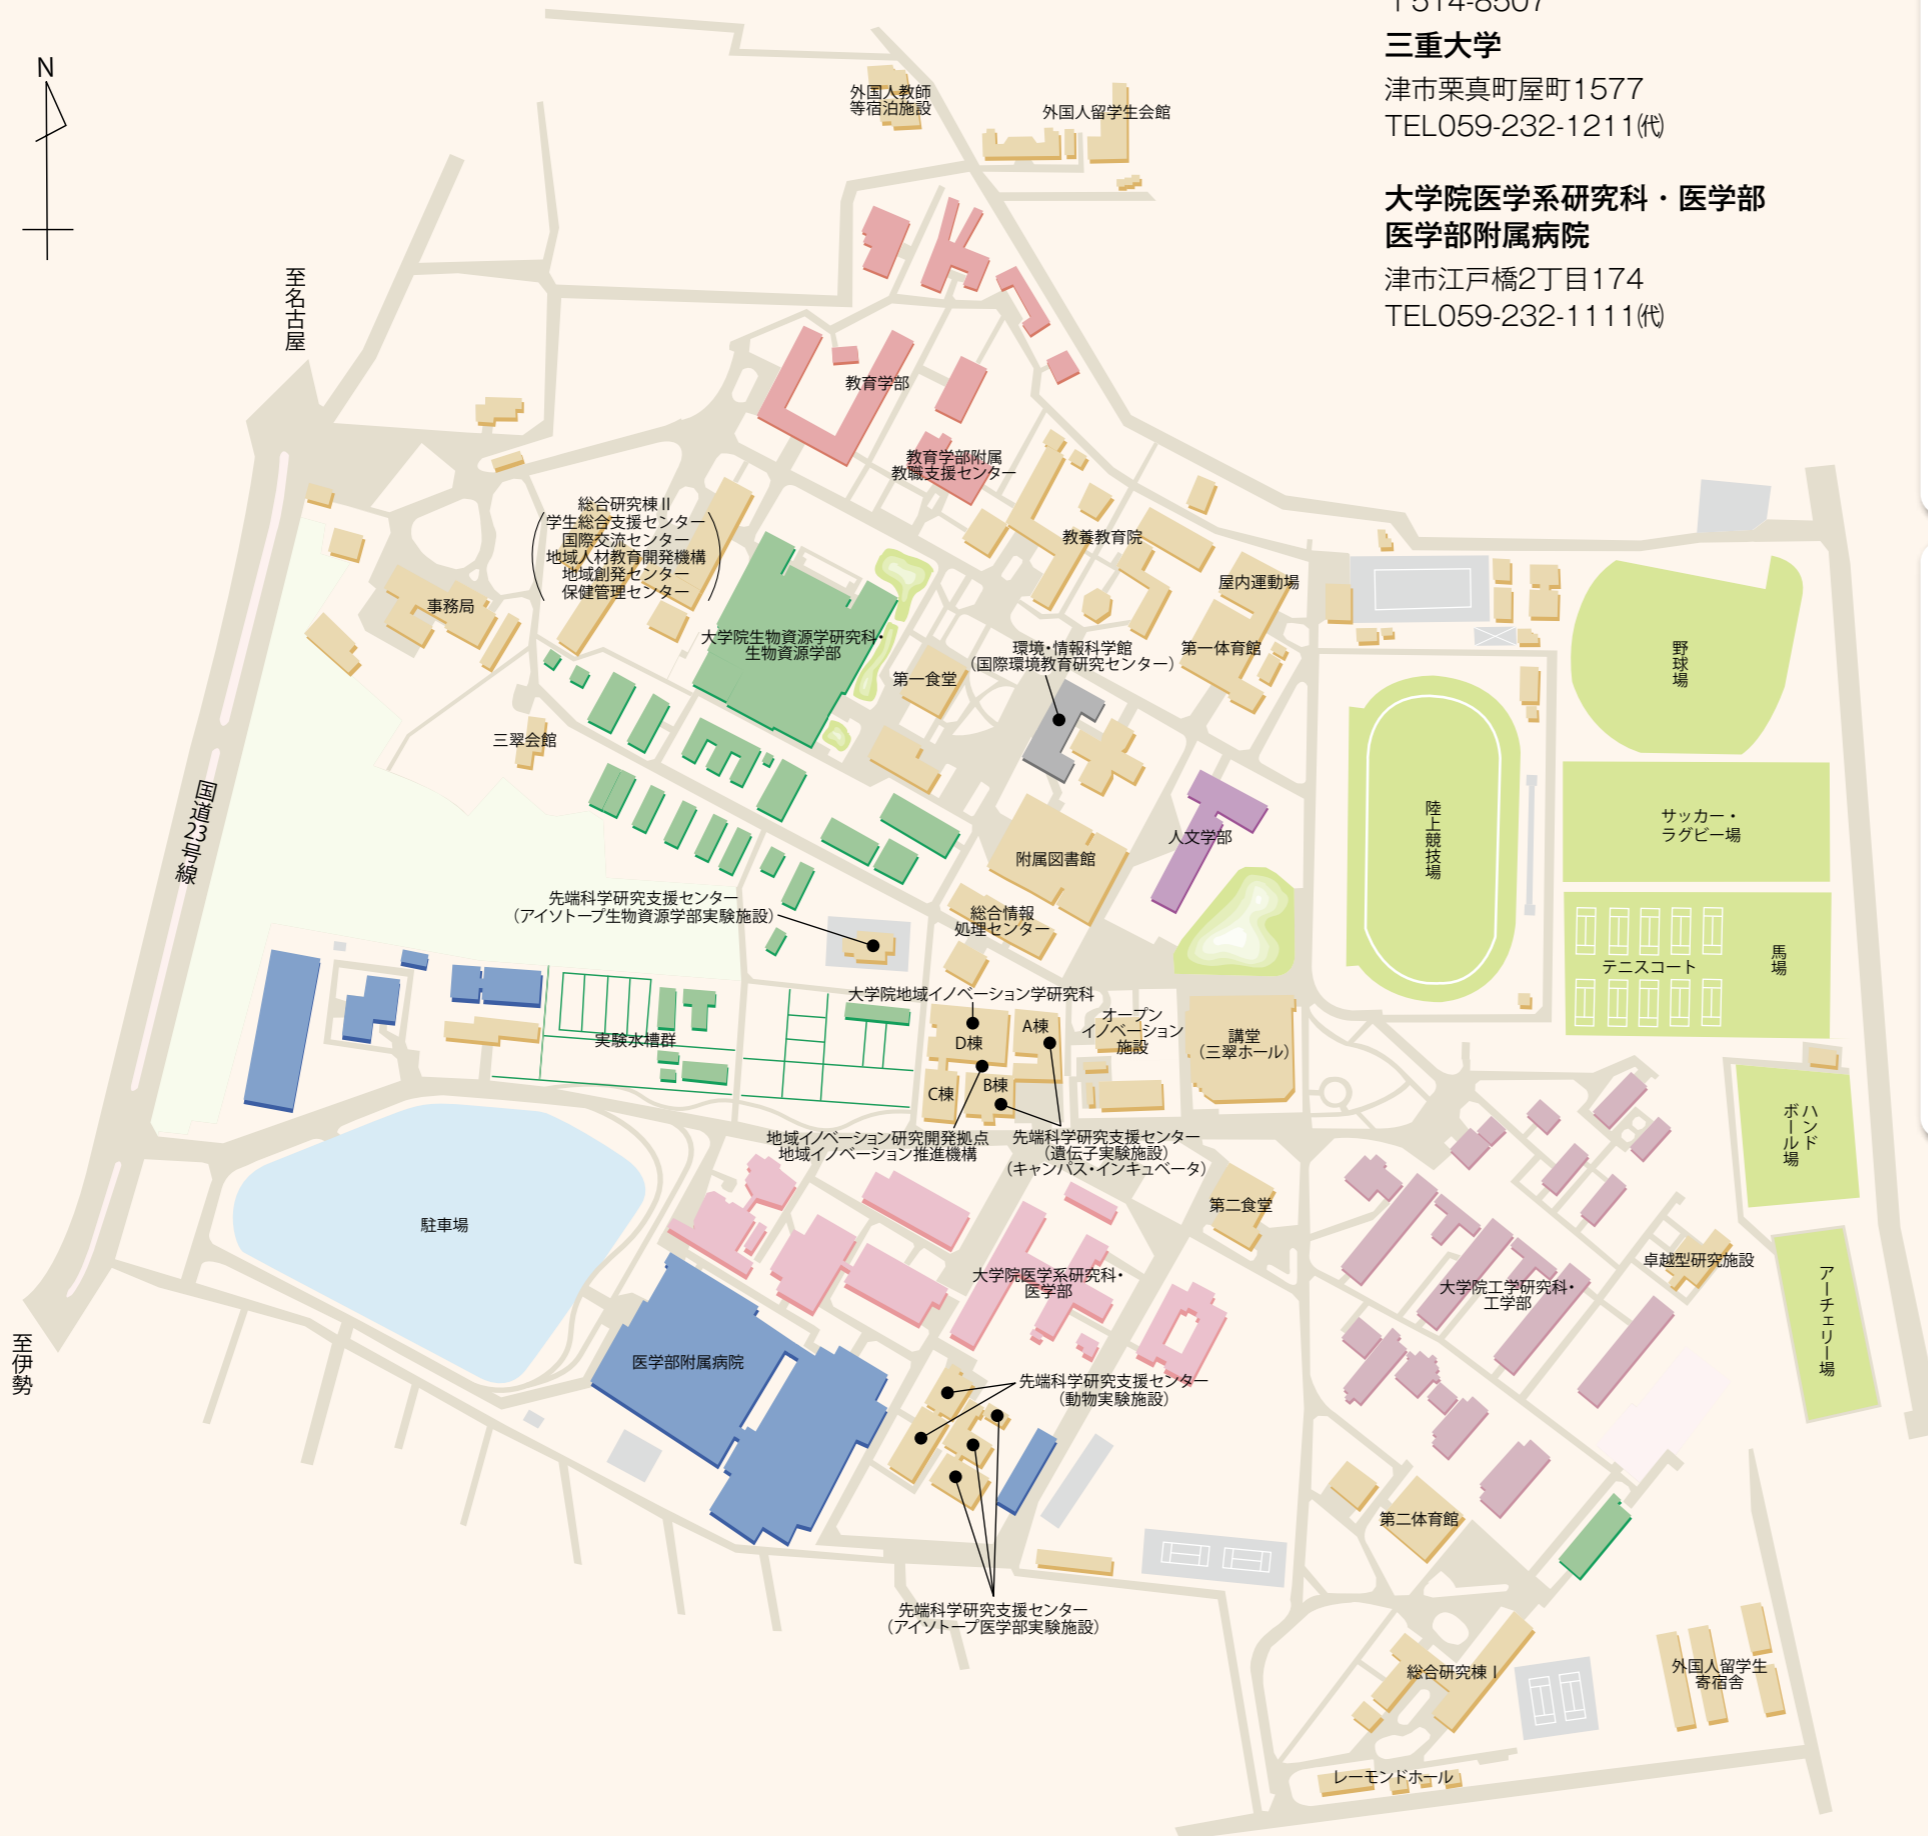 〒514-8507
三重大学
津市栗真町屋町1577
TEL059-232-1211㈹
大学院医学系研究科・医学部
医学部附属病院
津市江戸橋2丁目174
TEL059-232-1111㈹
N
外国人教師
等宿泊施設
外国人留学生会館
至名古屋
教育学部
教育学部附属
教職支援センター
総合研究棟Ⅱ
学生総合支援センター
国際交流センター
地域人材教育開発機構
地域創発センター
保健管理センター
教養教育院
屋内運動場
事務局
大学院生物資源学研究科・
生物資源学部
環境・情報科学館
(国際環境教育研究センター)
第一体育館
野球場
第一食堂
三翠会館
国道23号線
陸上競技場
サッカー・
ラグビー場
人文学部
附属図書館
先端科学研究支援センター
(アイソトープ生物資源学部実験施設)
総合情報
処理センター
テニスコート
馬場
大学院地域イノベーション学研究科
オープン
イノベーション
施設
A棟
D棟
講堂
(三翠ホール)
実験水槽群
B棟
C棟
地域イノベーション研究開発拠点
地域イノベーション推進機構
先端科学研究支援センター
(遺伝子実験施設)
(キャンパス・インキュベータ)
ハンド
ボール場
駐車場
第二食堂
大学院医学系研究科・
医学部
大学院工学研究科・
工学部
卓越型研究施設
アーチェリー場
至伊勢
医学部附属病院
先端科学研究支援センター
(動物実験施設)
第二体育館
先端科学研究支援センター
(アイソトープ医学部実験施設)
総合研究棟Ⅰ
外国人留学生
寄宿舎
レーモンドホール